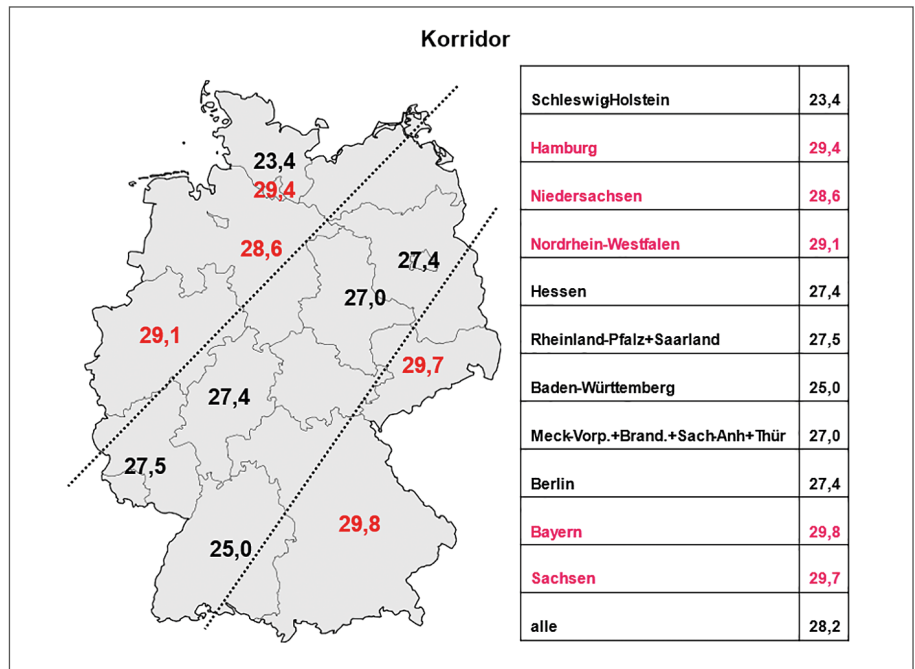 Korridor
23,4
29,4
28,6
27,4
27,0
29,1
29,7
27,4
27,5
29,8
25,0
SchleswigHolstein 23,4
Hamburg 29,4
Niedersachsen 28,6
Nordrhein-Westfalen 29,1
Hessen 27,4
Rheinland-Pfalz+Saarland 27,5
Baden-Württemberg 25,0
Meck-Vorp.+Brand.+Sach-Anh+Thür 27,0
Berlin 27,4
Bayern 29,8
Sachsen 29,7
alle 28,2